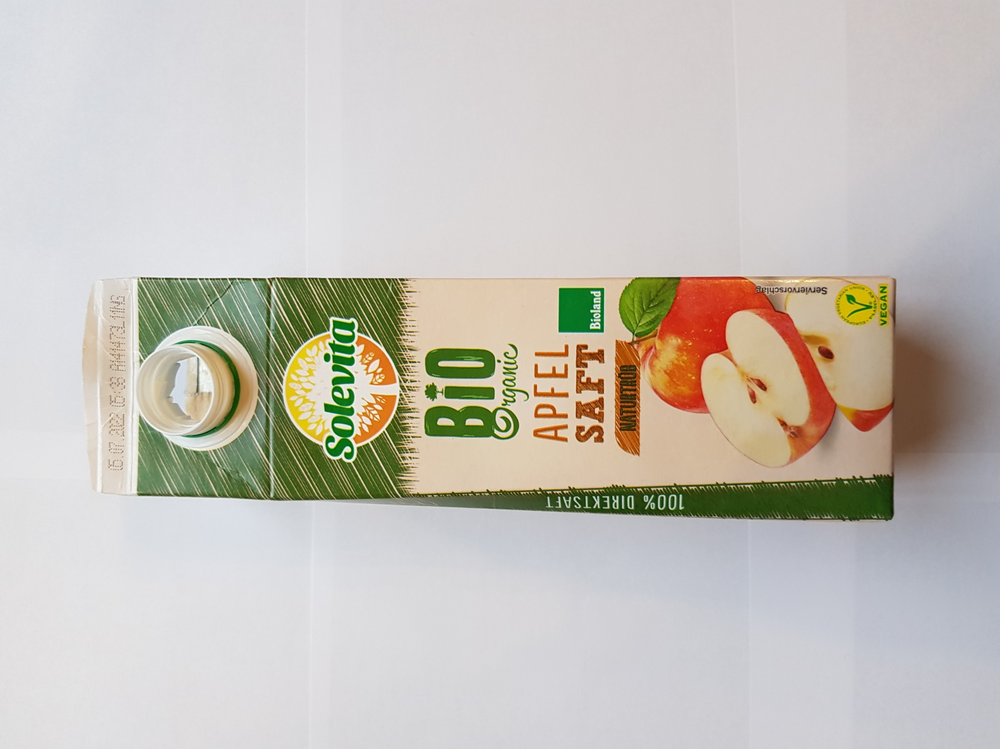 Solevita
BiO
Organic
APFEL
SAFT
NATURTRÜB
Bioland
Serviervorschlag
VEGAN
100% DIREKTSAFT